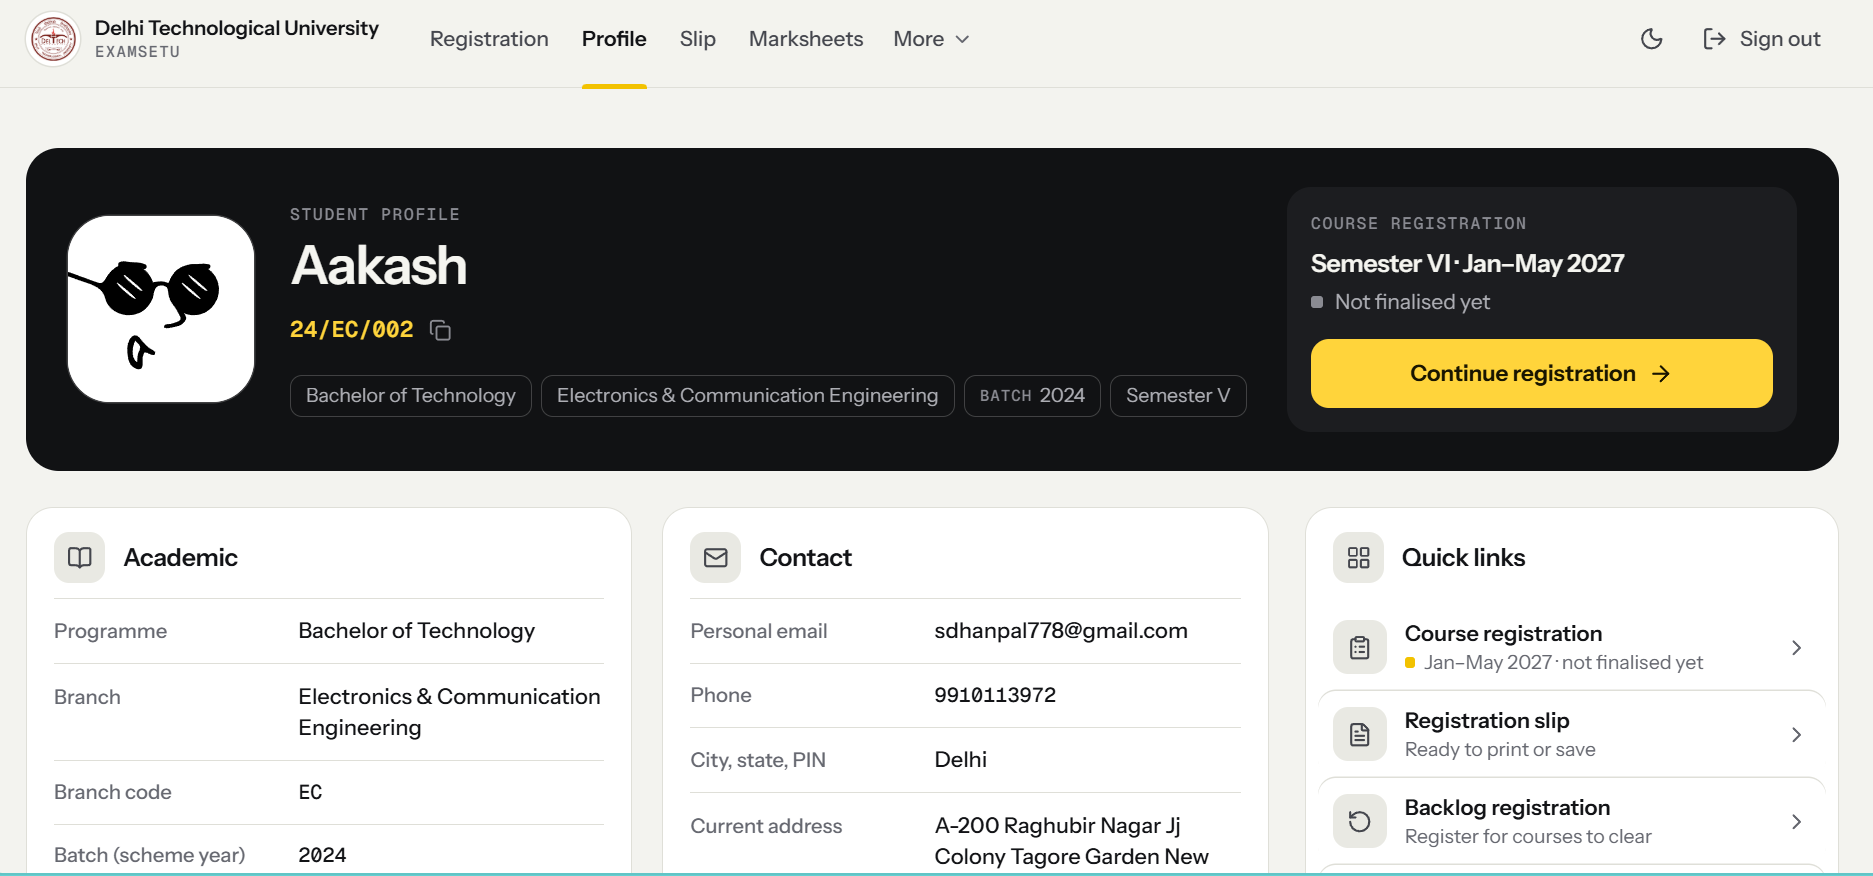 Delhi Technological University
EXAMSETU
Registration
Profile
Slip
Marksheets
More
Sign out
STUDENT PROFILE
Aakash
24/EC/002
Bachelor of Technology
Electronics & Communication Engineering
BATCH 2024
Semester V
COURSE REGISTRATION
Semester VI · Jan–May 2027
Not finalised yet
Continue registration →
Academic
Programme
Bachelor of Technology
Branch
Electronics & Communication
Engineering
Branch code
EC
Batch (scheme year)
2024
Contact
Personal email
sdhanpal778@gmail.com
Phone
9910113972
City, state, PIN
Delhi
Current address
A-200 Raghubir Nagar Jj
Colony Tagore Garden New
Quick links
Course registration
Jan–May 2027 · not finalised yet
Registration slip
Ready to print or save
Backlog registration
Register for courses to clear